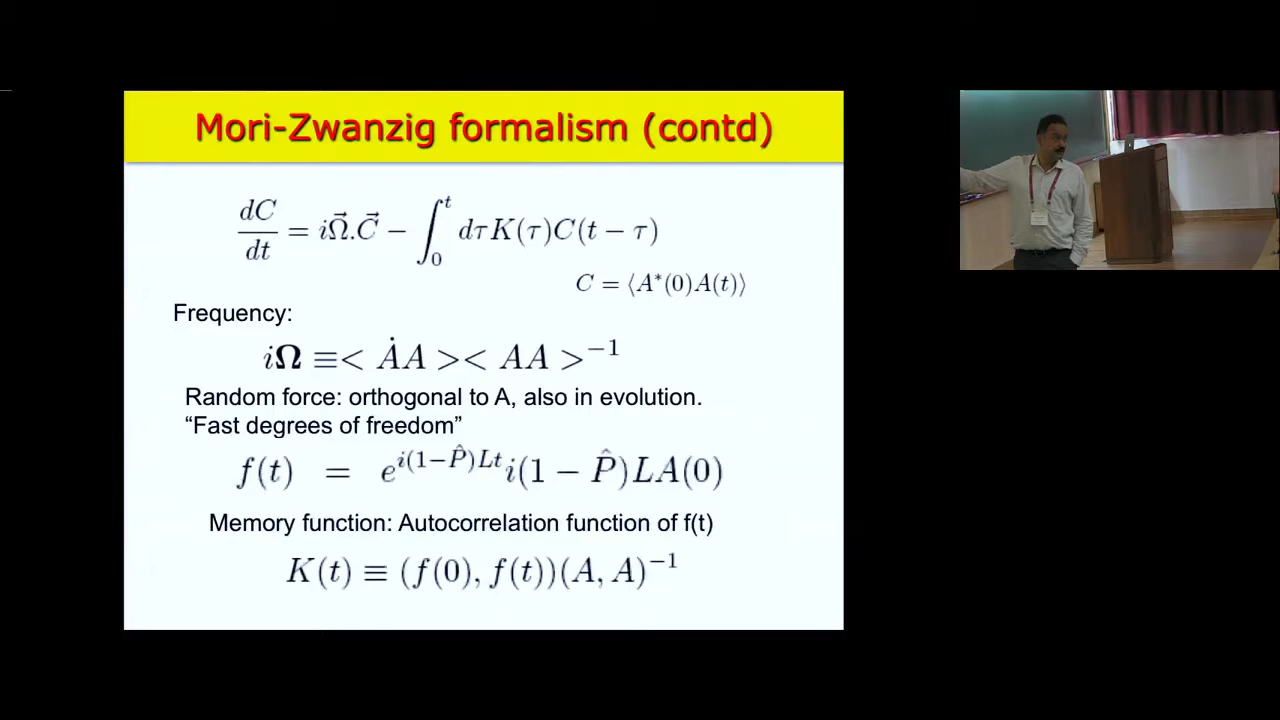 Mori-Zwanzig formalism (contd)
dC/dt = iΩ⃗.C⃗ − ∫₀ᵗ dτK(τ)C(t − τ)
C = ⟨A*(0)A(t)⟩
Frequency:
iΩ ≡< ȦA >< AA >⁻¹
Random force: orthogonal to A, also in evolution.
“Fast degrees of freedom”
f(t) = e^{i(1−P̂)Lt} i(1 − P̂)LA(0)
Memory function: Autocorrelation function of f(t)
K(t) ≡ (f(0), f(t))(A, A)⁻¹